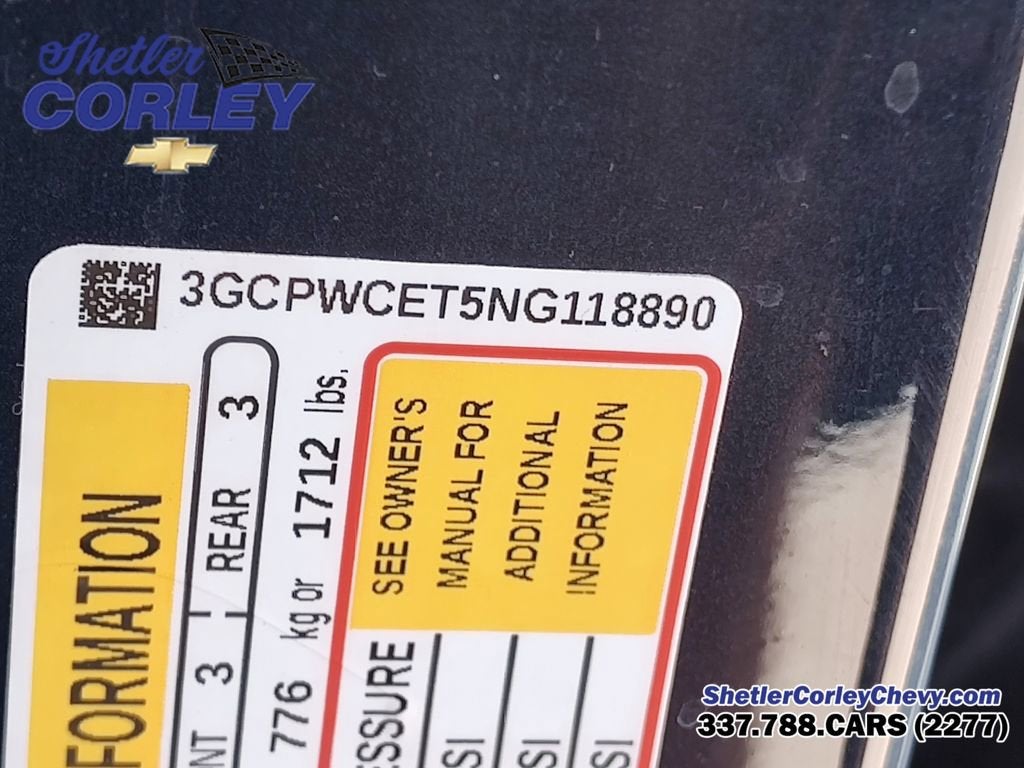 Shetler
CORLEY
3GCPWCET5NG118890
FORMATION
NT 3 REAR 3
776 kg or 1712 lbs.
ESSURE
SEE OWNER'S
MANUAL FOR
ADDITIONAL
INFORMATION
SI
SI
SI
ShetlerCorleyChevy.com
337.788.CARS (2277)